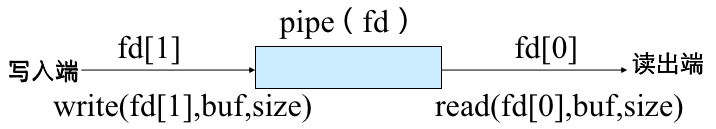 pipe（fd）
fd[1]
fd[0]
写入端
读出端
write(fd[1],buf,size)
read(fd[0],buf,size)